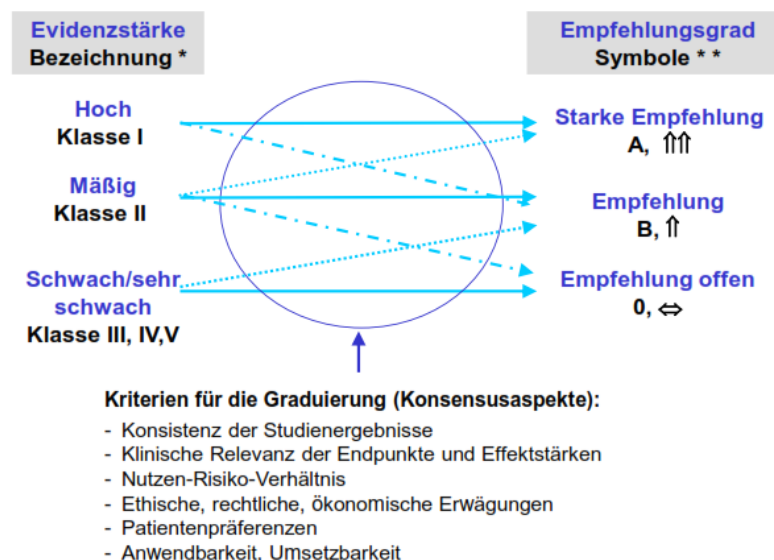 Evidenzstärke
Bezeichnung *
Empfehlungsgrad
Symbole * *
Hoch
Klasse I
Starke Empfehlung
A, ⇑⇑
Mäßig
Klasse II
Empfehlung
B, ⇑
Schwach/sehr
schwach
Klasse III, IV,V
Empfehlung offen
0, ⇔
Kriterien für die Graduierung (Konsensusaspekte):
- Konsistenz der Studienergebnisse
- Klinische Relevanz der Endpunkte und Effektstärken
- Nutzen-Risiko-Verhältnis
- Ethische, rechtliche, ökonomische Erwägungen
- Patientenpräferenzen
- Anwendbarkeit, Umsetzbarkeit